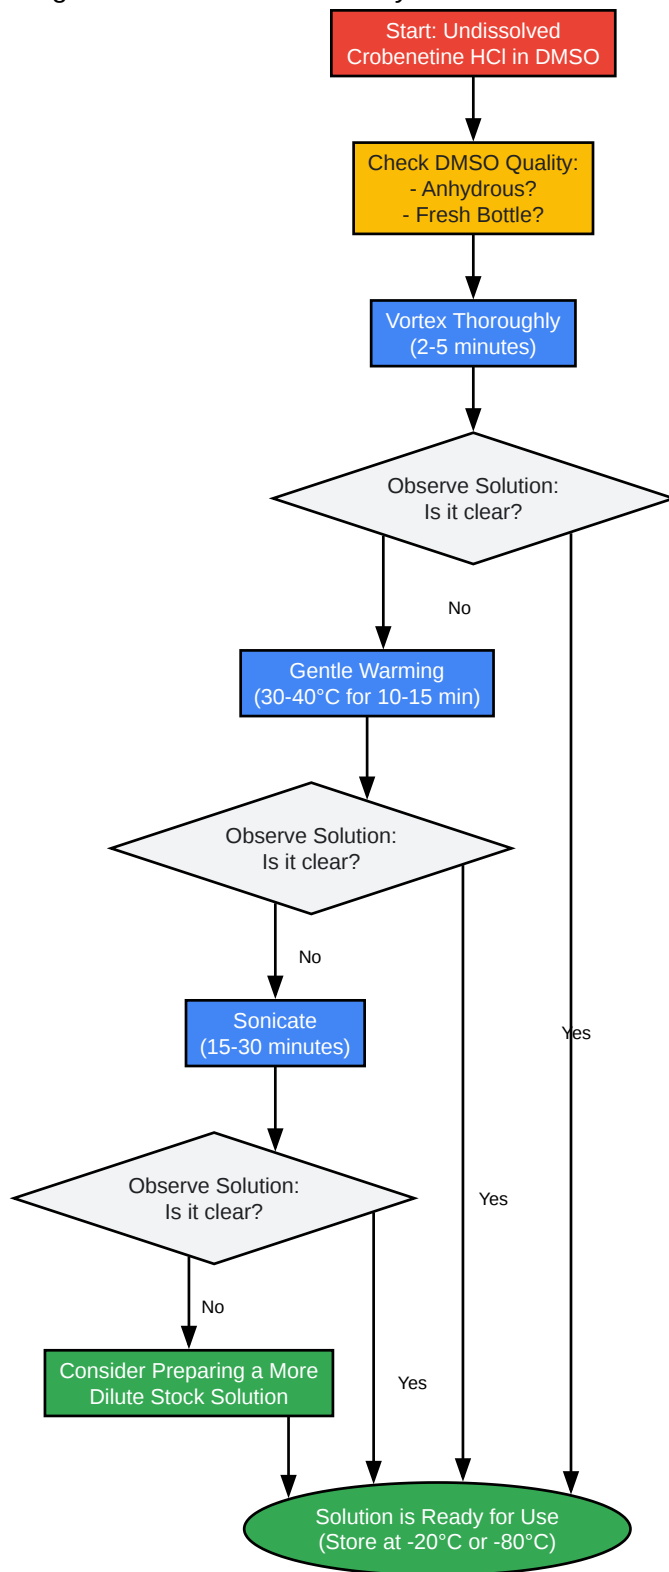 Start: Undissolved
Crobenetine HCl in DMSO
Check DMSO Quality:
- Anhydrous?
- Fresh Bottle?
Vortex Thoroughly
(2-5 minutes)
Observe Solution:
Is it clear?
No
Gentle Warming
(30-40°C for 10-15 min)
Observe Solution:
Is it clear?
No
Sonicate
(15-30 minutes)
Yes
Observe Solution:
Is it clear?
Yes
No
Consider Preparing a More
Dilute Stock Solution
Yes
Solution is Ready for Use
(Store at -20°C or -80°C)